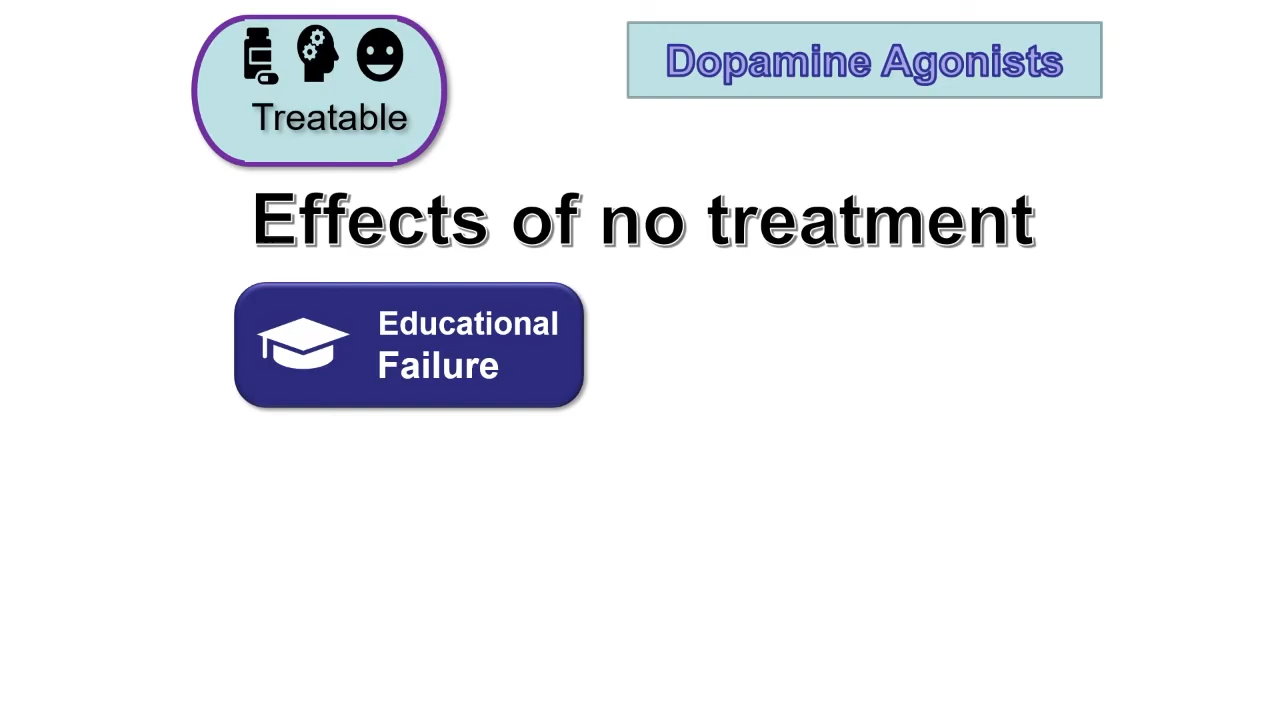 Treatable
Dopamine Agonists
Effects of no treatment
Educational
Failure